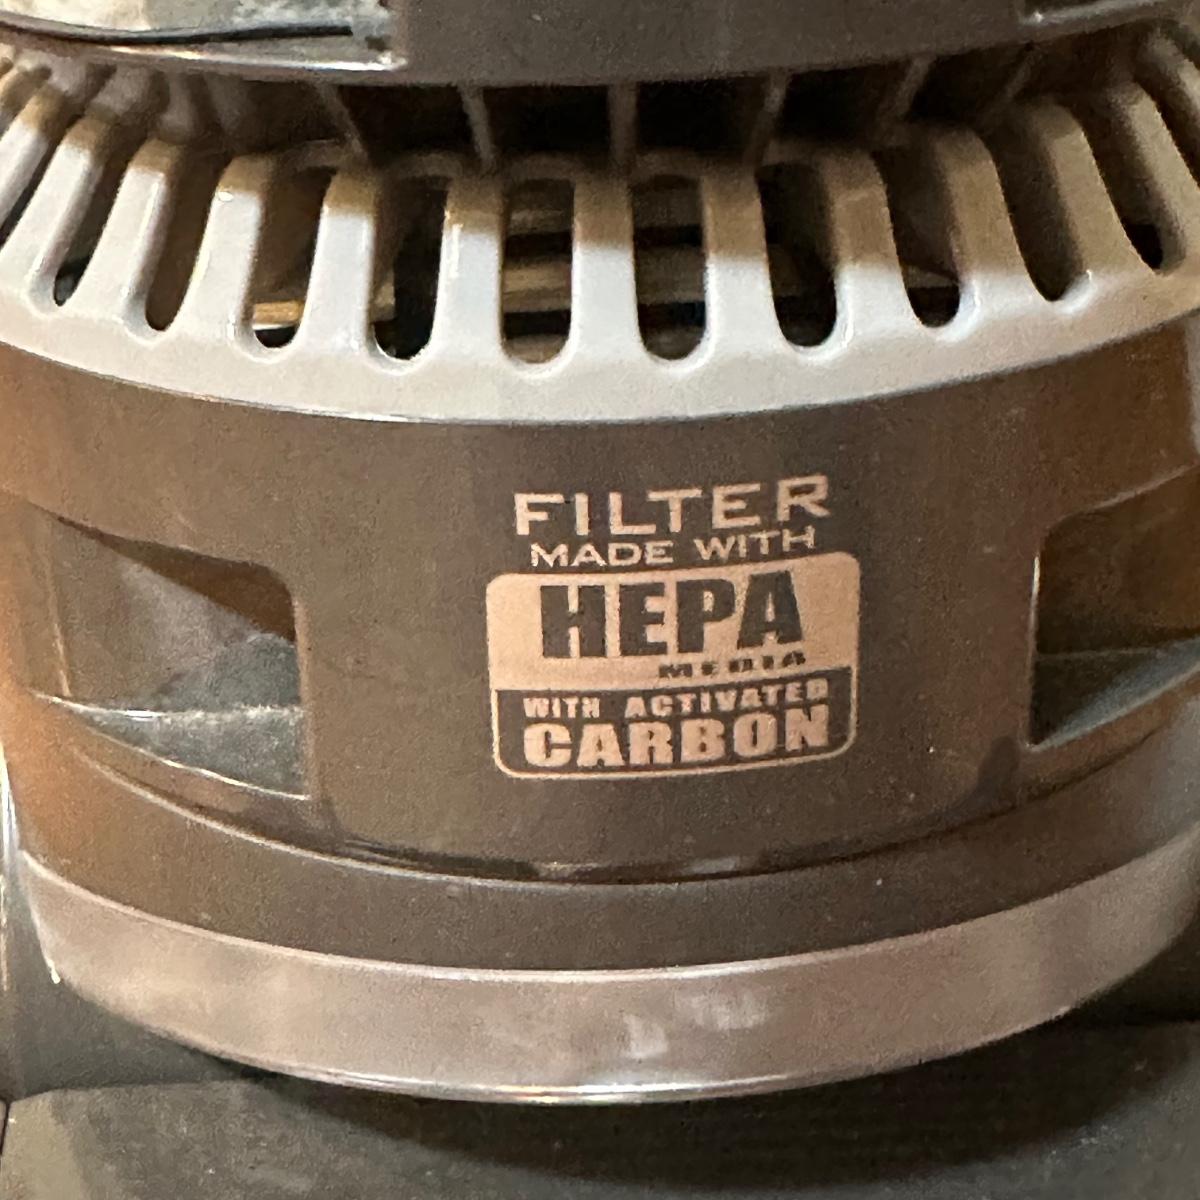 FILTER
MADE WITH
HEPA
MEDIA
WITH ACTIVATED
CARBON